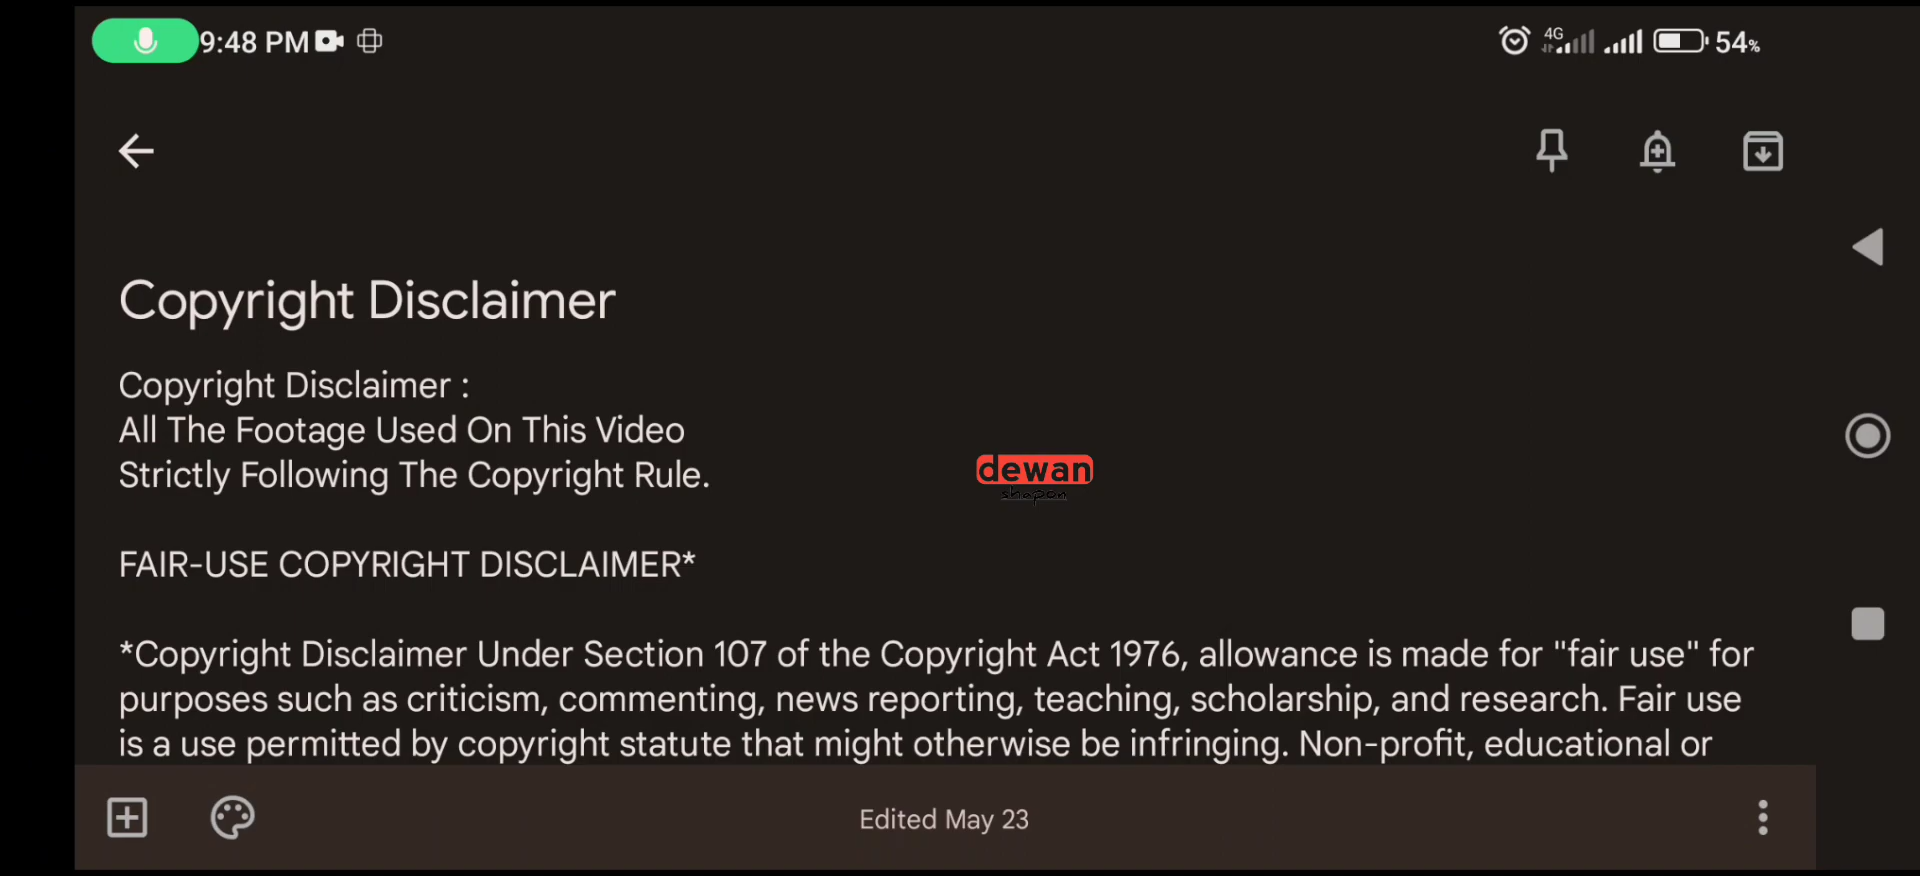 9:48 PM
4G
54%
Copyright Disclaimer
Copyright Disclaimer :
All The Footage Used On This Video
Strictly Following The Copyright Rule.
dewan
shopon
FAIR-USE COPYRIGHT DISCLAIMER*
*Copyright Disclaimer Under Section 107 of the Copyright Act 1976, allowance is made for "fair use" for
purposes such as criticism, commenting, news reporting, teaching, scholarship, and research. Fair use
is a use permitted by copyright statute that might otherwise be infringing. Non-profit, educational or
Edited May 23